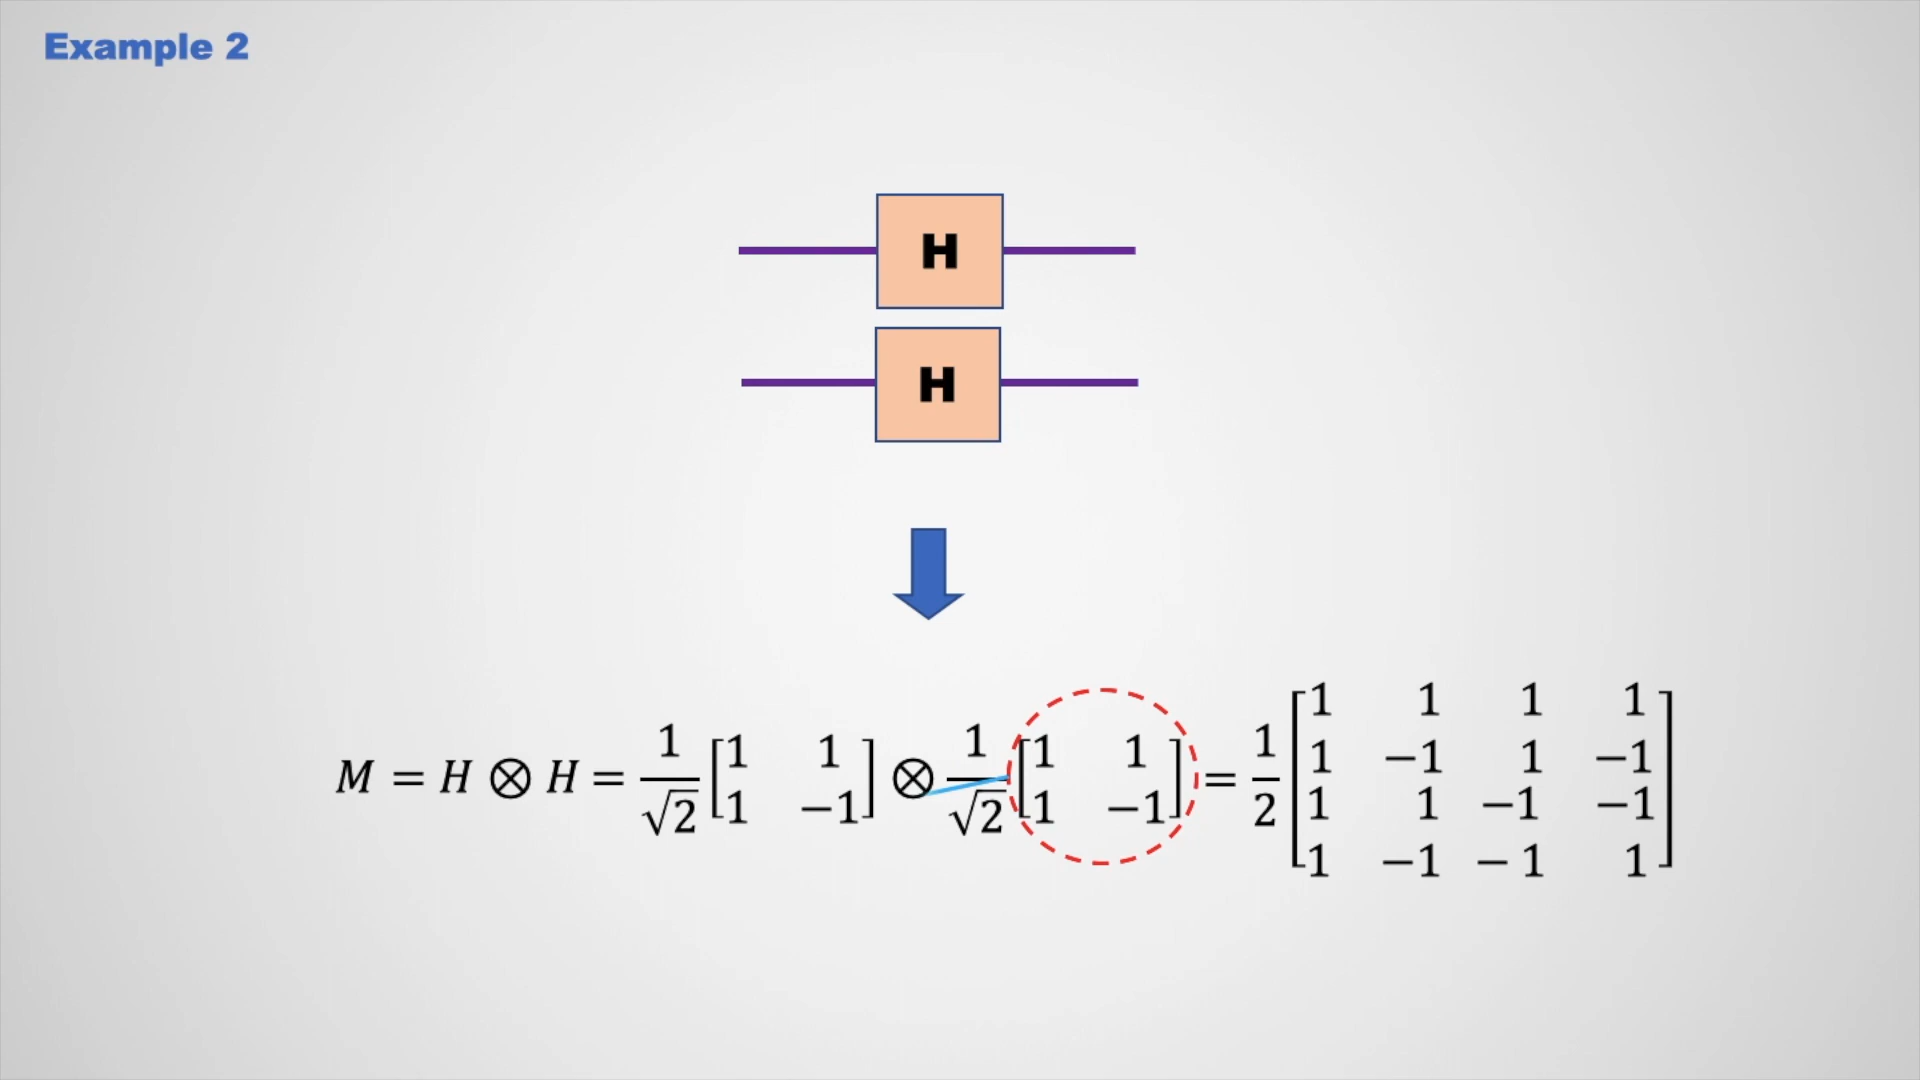 Example 2
H
H
M = H ⊗ H = 1/√2 [1 1; 1 −1] ⊗ 1/√2 [1 1; 1 −1] = 1/2 [1 1 1 1; 1 −1 1 −1; 1 1 −1 −1; 1 −1 −1 1]